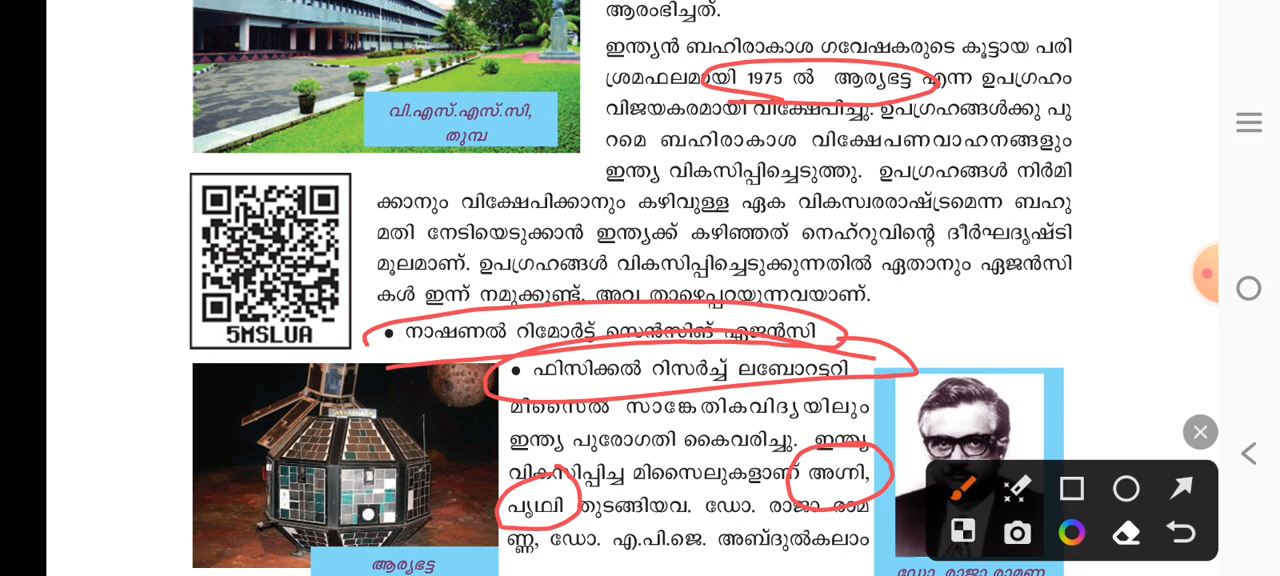 ആരംഭിച്ചത്.
ഇന്ത്യൻ ബഹിരാകാശ ഗവേഷകരുടെ കൂട്ടായ പരി
ശ്രമഫലമായി 1975 ൽ ആര്യഭട്ട എന്ന ഉപഗ്രഹം
വിജയകരമായി വിക്ഷേപിച്ചു. ഉപഗ്രഹങ്ങൾക്കു പു
റമെ ബഹിരാകാശ വിക്ഷേപണവാഹനങ്ങളും
ഇന്ത്യ വികസിപ്പിച്ചെടുത്തു. ഉപഗ്രഹങ്ങൾ നിർമി
ക്കാനും വിക്ഷേപിക്കാനും കഴിവുള്ള ഏക വികസ്വരരാഷ്ട്രമെന്ന ബഹു
മതി നേടിയെടുക്കാൻ ഇന്ത്യക്ക് കഴിഞ്ഞത് നെഹ്റുവിന്റെ ദീർഘദൃഷ്ടി
മൂലമാണ്. ഉപഗ്രഹങ്ങൾ വികസിപ്പിച്ചെടുക്കുന്നതിൽ ഏതാനും ഏജൻസി
കൾ ഇന്ന് നമുക്കുണ്ട്. അവ താഴെപ്പറയുന്നവയാണ്.
• നാഷണൽ റിമോർട്ട് സെൻസിങ് ഏജൻസി
• ഫിസിക്കൽ റിസർച്ച് ലബോറട്ടറി
മിസൈൽ സാങ്കേതികവിദ്യയിലും
ഇന്ത്യ പുരോഗതി കൈവരിച്ചു. ഇന്ത്യ
വികസിപ്പിച്ച മിസൈലുകളാണ് അഗ്നി,
പൃഥ്വി തുടങ്ങിയവ. ഡോ. രാജാ രാമ
ണ്ണ, ഡോ. എ.പി.ജെ. അബ്ദുൽകലാം
വി.എസ്.എസ്.സി,
തുമ്പ
5MSLUA
ആര്യഭട്ട
ഡോ. രാജാ രാമണ്ണ